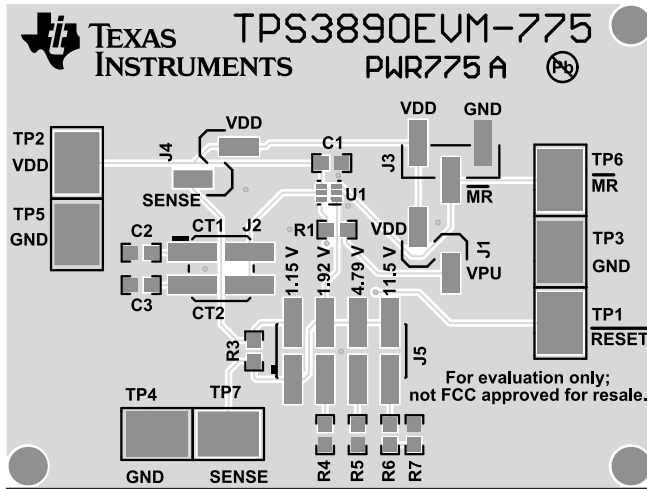 TEXAS INSTRUMENTS
TPS3890EVM-775
PWR775 A
Pb
TP2
VDD
TP5
GND
J4
VDD
SENSE
C1
U1
R1
VDD
GND
J3
MR
VDD
J1
VPU
TP6
MR
TP3
GND
TP1
RESET
C2
C3
CT1
J2
CT2
1.15 V
1.92 V
4.79 V
11.5 V
R3
J5
For evaluation only;
not FCC approved for resale.
TP4
TP7
GND
SENSE
R4
R5
R6
R7